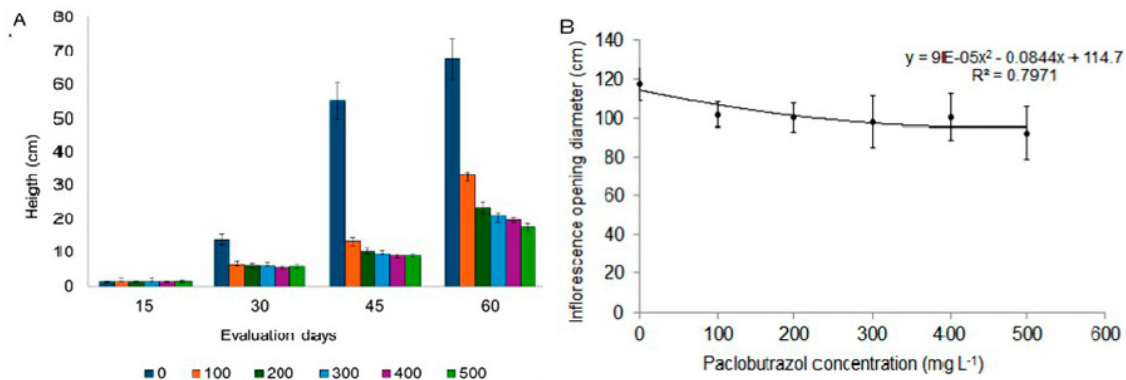 A
80
70
60
50
40
30
20
10
0
Heigth (cm)
15 30 45 60
Evaluation days
0 100 200 300 400 500
B
140
120
100
80
60
40
20
0
Inflorescence opening diameter (cm)
y = 9E-05x² - 0.0844x + 114.7
R² = 0.7971
0 100 200 300 400 500 600
Paclobutrazol concentration (mg L⁻¹)